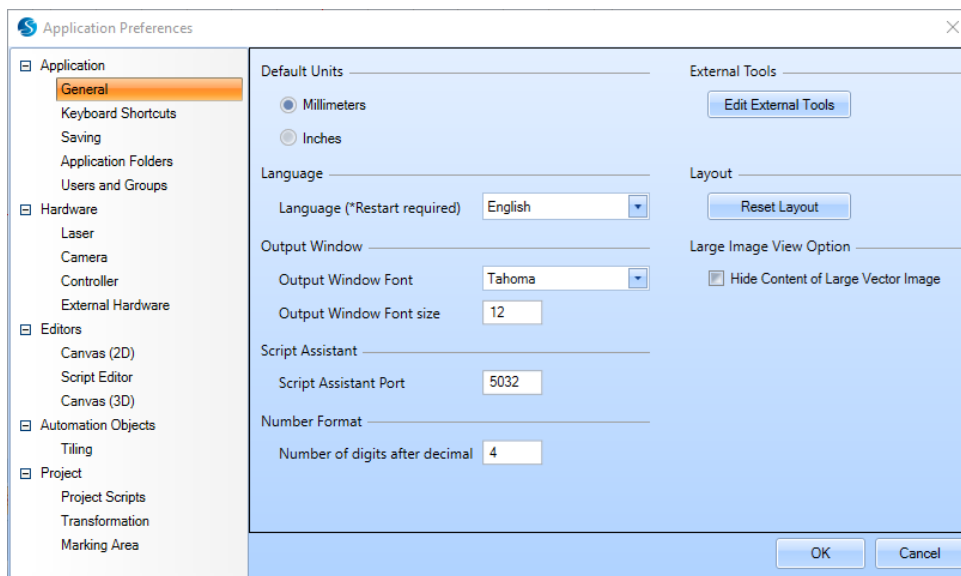 Application Preferences
Application
General
Keyboard Shortcuts
Saving
Application Folders
Users and Groups
Hardware
Laser
Camera
Controller
External Hardware
Editors
Canvas (2D)
Script Editor
Canvas (3D)
Automation Objects
Tiling
Project
Project Scripts
Transformation
Marking Area
Default Units
Millimeters
Inches
Language
Language (*Restart required) English
Output Window
Output Window Font Tahoma
Output Window Font size 12
Script Assistant
Script Assistant Port 5032
Number Format
Number of digits after decimal 4
External Tools
Edit External Tools
Layout
Reset Layout
Large Image View Option
Hide Content of Large Vector Image
OK Cancel